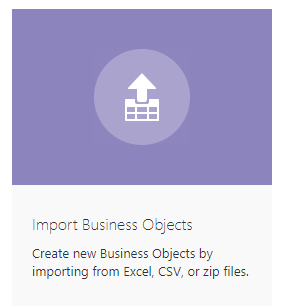 Import Business Objects
Create new Business Objects by
importing from Excel, CSV, or zip files.